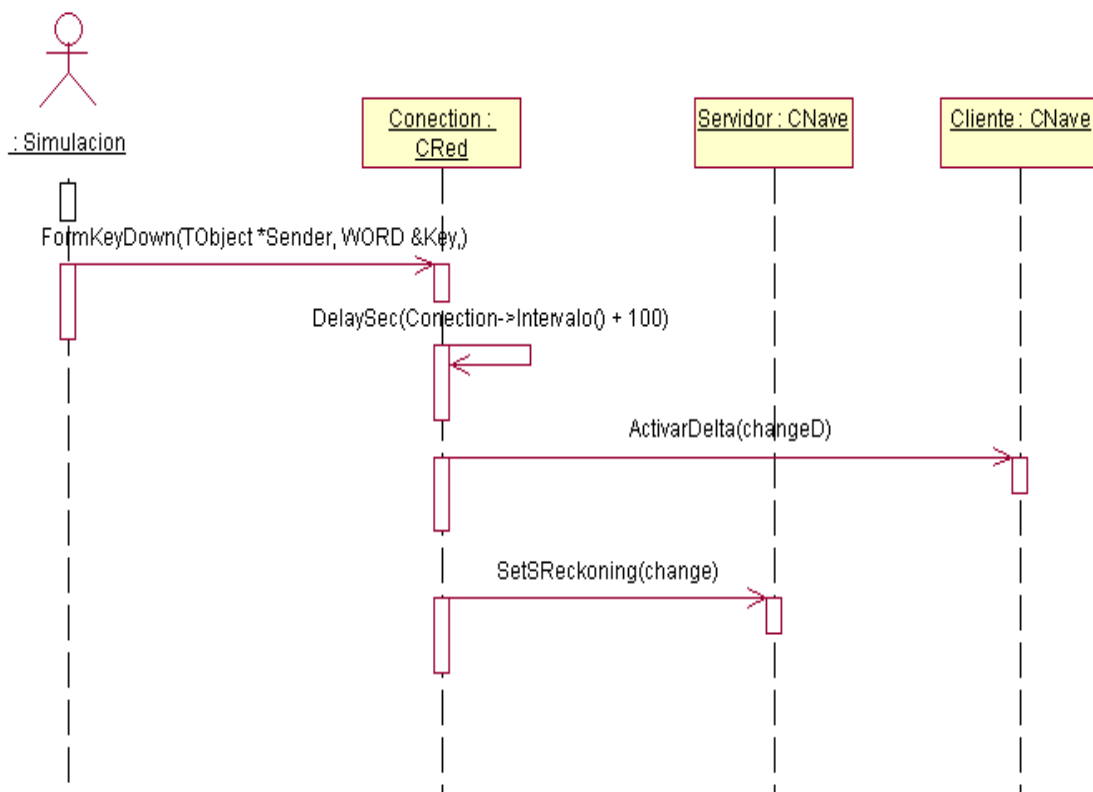 : Simulacion
Conection :
CRed
Servidor : CNave
Cliente : CNave
FormKeyDown(TObject *Sender, WORD &Key,)
DelaySec(Conection->Intervalo() + 100)
ActivarDelta(changeD)
SetSReckoning(change)